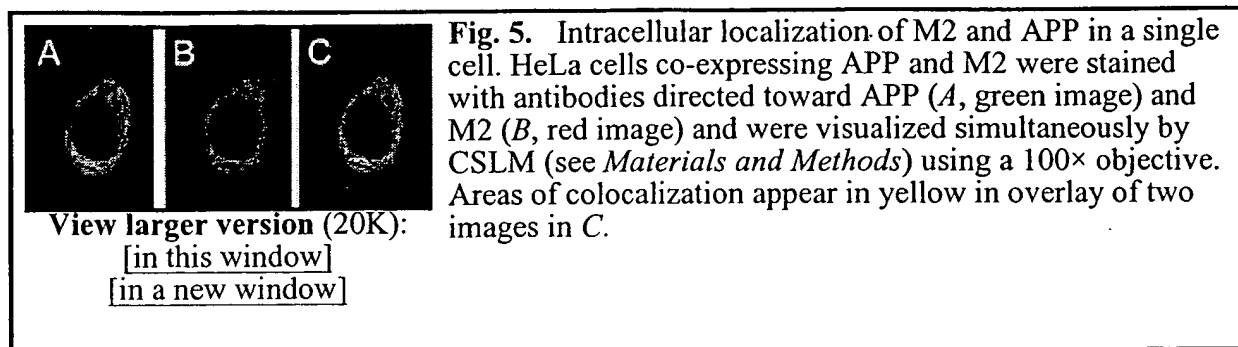 A B C
Fig. 5. Intracellular localization of M2 and APP in a single
cell. HeLa cells co-expressing APP and M2 were stained
with antibodies directed toward APP (A, green image) and
M2 (B, red image) and were visualized simultaneously by
CSLM (see Materials and Methods) using a 100× objective.
Areas of colocalization appear in yellow in overlay of two
images in C.
View larger version (20K):
[in this window]
[in a new window]